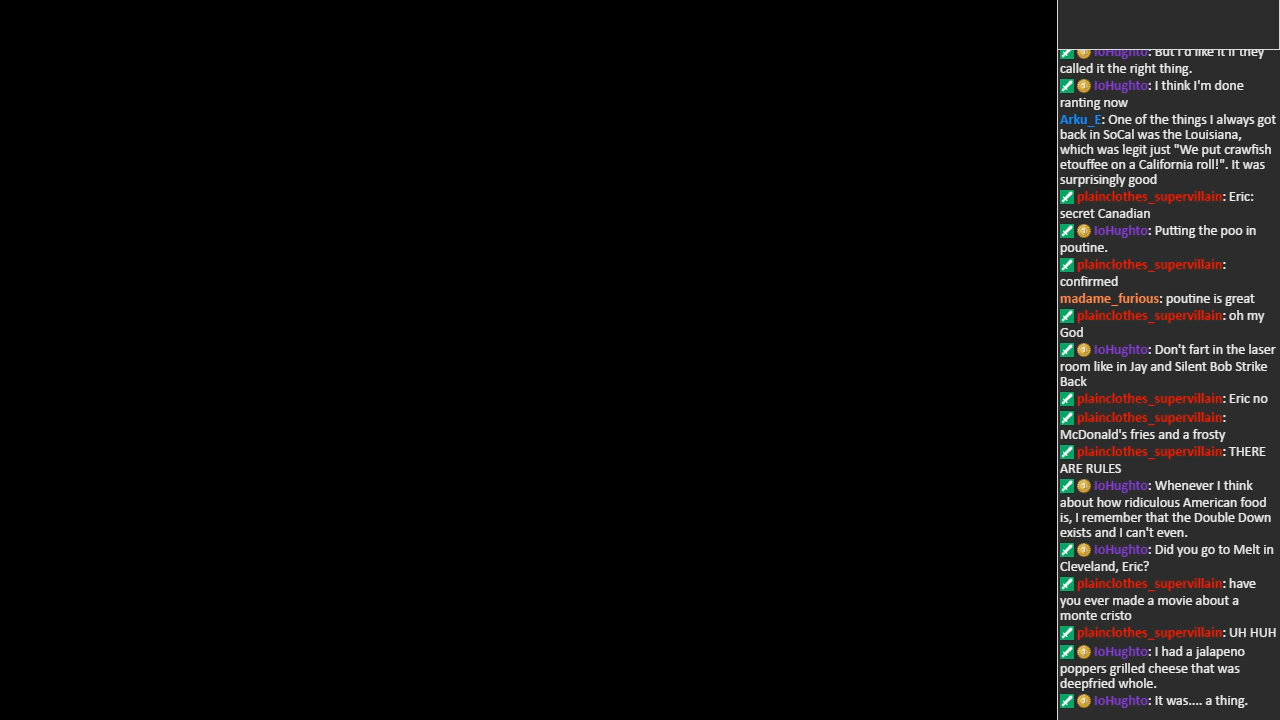 IoHughto: But I'd like it if they
called it the right thing.
IoHughto: I think I'm done
ranting now
Arku_E: One of the things I always got
back in SoCal was the Louisiana,
which was legit just "We put crawfish
etouffee on a California roll!". It was
surprisingly good
plainclothes_supervillain: Eric:
secret Canadian
IoHughto: Putting the poo in
poutine.
plainclothes_supervillain:
confirmed
madame_furious: poutine is great
plainclothes_supervillain: oh my
God
IoHughto: Don't fart in the laser
room like in Jay and Silent Bob Strike
Back
plainclothes_supervillain: Eric no
plainclothes_supervillain:
McDonald's fries and a frosty
plainclothes_supervillain: THERE
ARE RULES
IoHughto: Whenever I think
about how ridiculous American food
is, I remember that the Double Down
exists and I can't even.
IoHughto: Did you go to Melt in
Cleveland, Eric?
plainclothes_supervillain: have
you ever made a movie about a
monte cristo
plainclothes_supervillain: UH HUH
IoHughto: I had a jalapeno
poppers grilled cheese that was
deepfried whole.
IoHughto: It was.... a thing.